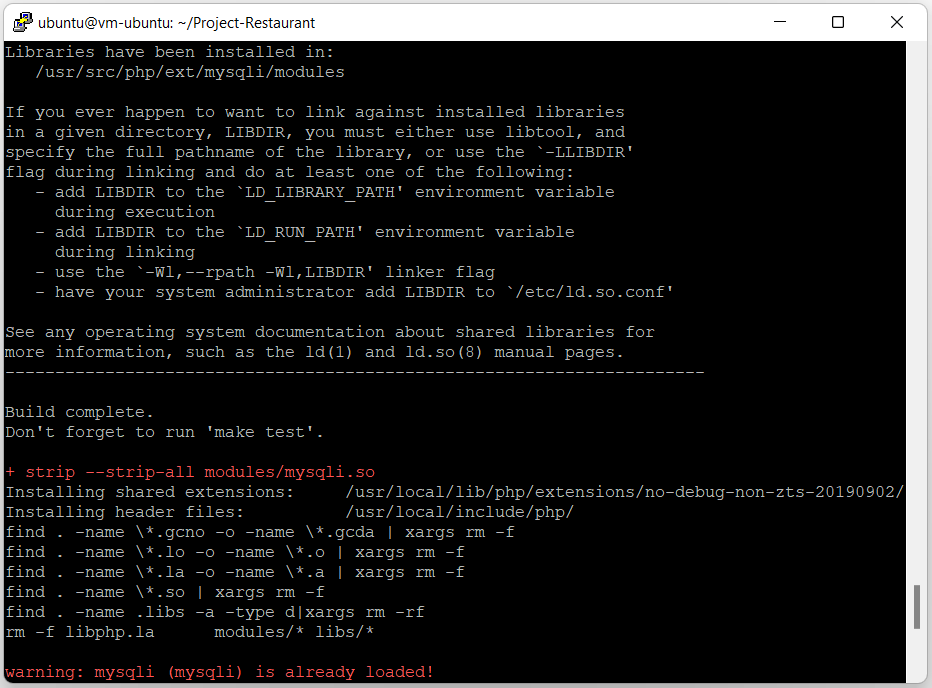 ubuntu@vm-ubuntu: ~/Project-Restaurant
Libraries have been installed in:
   /usr/src/php/ext/mysqli/modules

If you ever happen to want to link against installed libraries
in a given directory, LIBDIR, you must either use libtool, and
specify the full pathname of the library, or use the `-LLIBDIR'
flag during linking and do at least one of the following:
   - add LIBDIR to the `LD_LIBRARY_PATH' environment variable
     during execution
   - add LIBDIR to the `LD_RUN_PATH' environment variable
     during linking
   - use the `-Wl,--rpath -Wl,LIBDIR' linker flag
   - have your system administrator add LIBDIR to `/etc/ld.so.conf'

See any operating system documentation about shared libraries for
more information, such as the ld(1) and ld.so(8) manual pages.
----------------------------------------------------------------------

Build complete.
Don't forget to run 'make test'.

+ strip --strip-all modules/mysqli.so
Installing shared extensions:     /usr/local/lib/php/extensions/no-debug-non-zts-20190902/
Installing header files:          /usr/local/include/php/
find . -name \*.gcno -o -name \*.gcda | xargs rm -f
find . -name \*.lo -o -name \*.o | xargs rm -f
find . -name \*.la -o -name \*.a | xargs rm -f
find . -name \*.so | xargs rm -f
find . -name .libs -a -type d|xargs rm -rf
rm -f libphp.la      modules/* libs/*

warning: mysqli (mysqli) is already loaded!